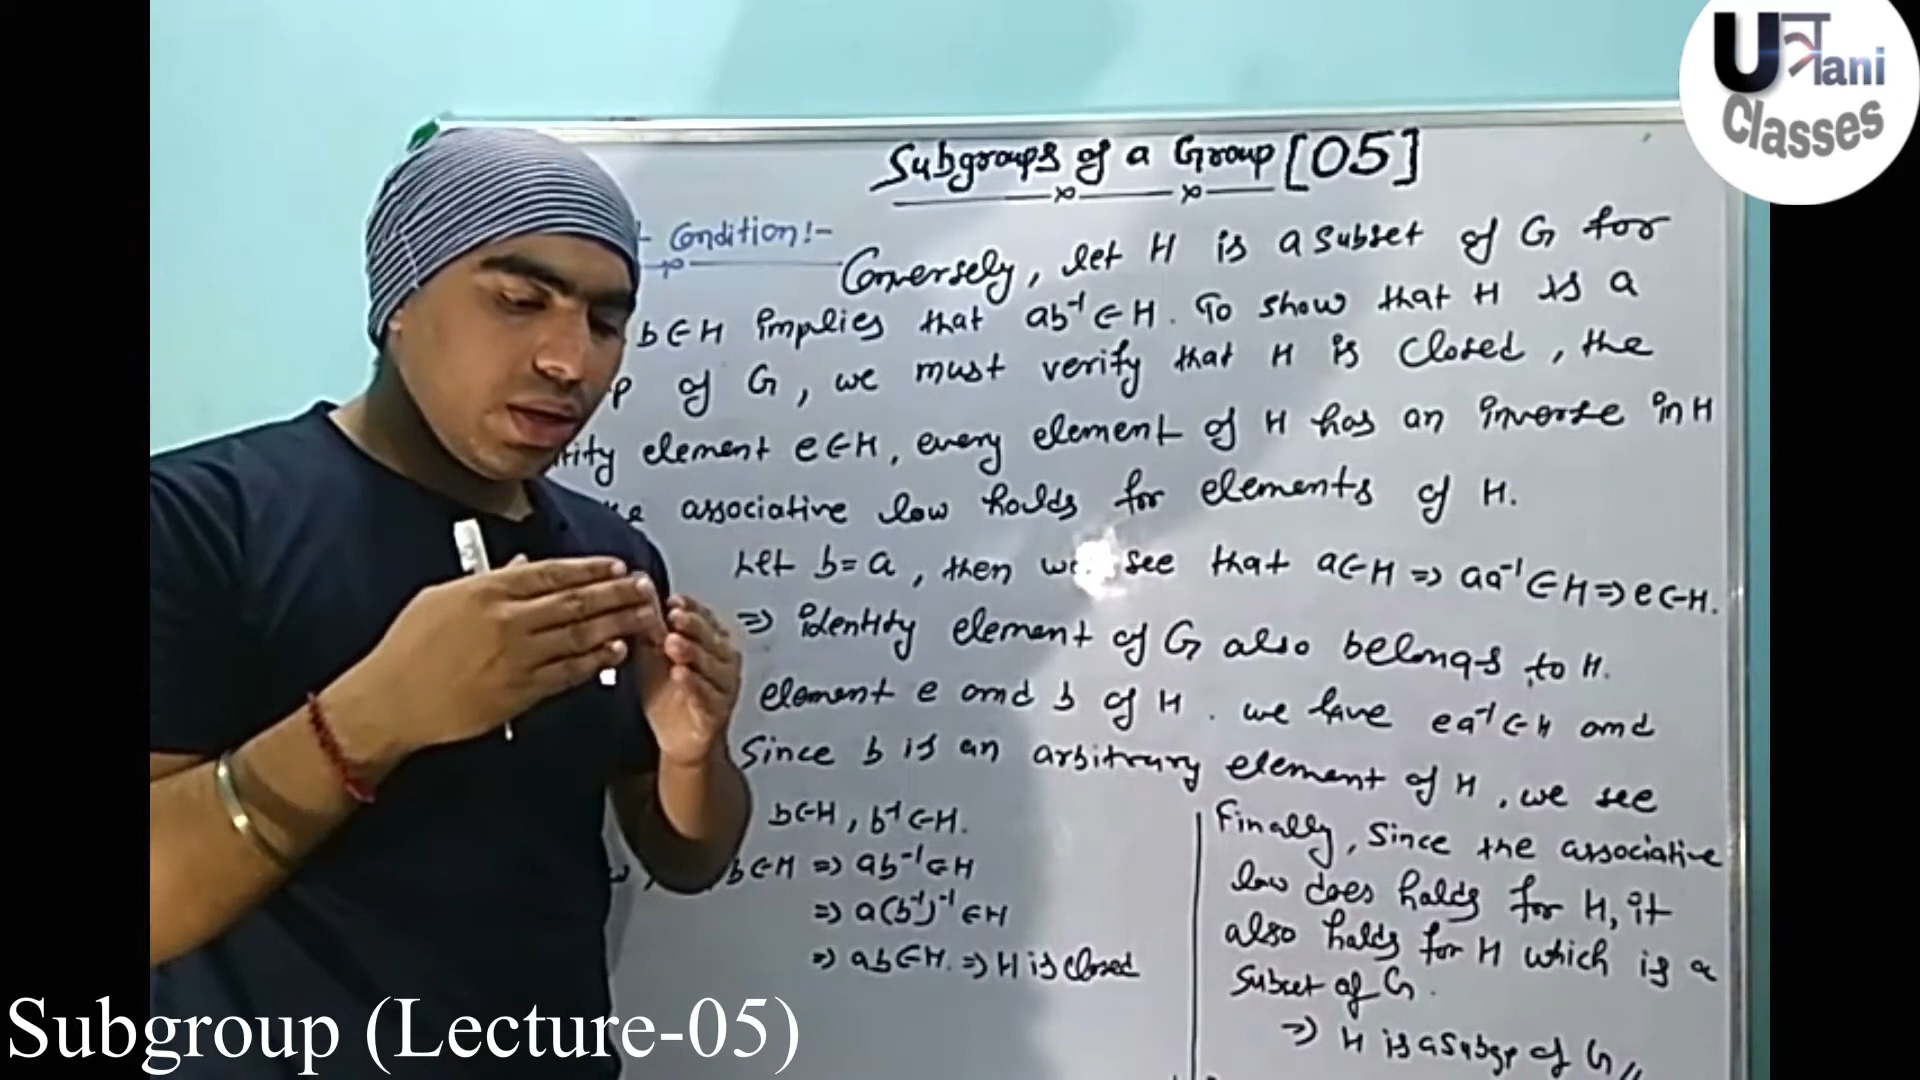 Uत्रani
Classes
Subgroups of a Group [05]
Condition:-
Conversely, let H is a subset of G for
b∈H implies that ab⁻¹∈H. To show that H is a
of G, we must verify that H is closed, the
element e∈H, every element of H has an inverse in H
associative low holds for elements of H.
Let b=a, then we see that a∈H ⇒ aa⁻¹∈H ⇒ e∈H.
⇒ identity element of G also belongs to H.
element e and b of H. we have ea⁻¹∈H and
Since b is an arbitrary element of H, we see
b∈H, b⁻¹∈H.
b∈H ⇒ ab⁻¹∈H
⇒ a(b⁻¹)⁻¹∈H
⇒ ab∈H. ⇒ H is closed
Finally, Since the associative
low does holds for H, it
also holds for H which is a
Subset of G.
⇒ H is a subgp of G//
Subgroup (Lecture-05)